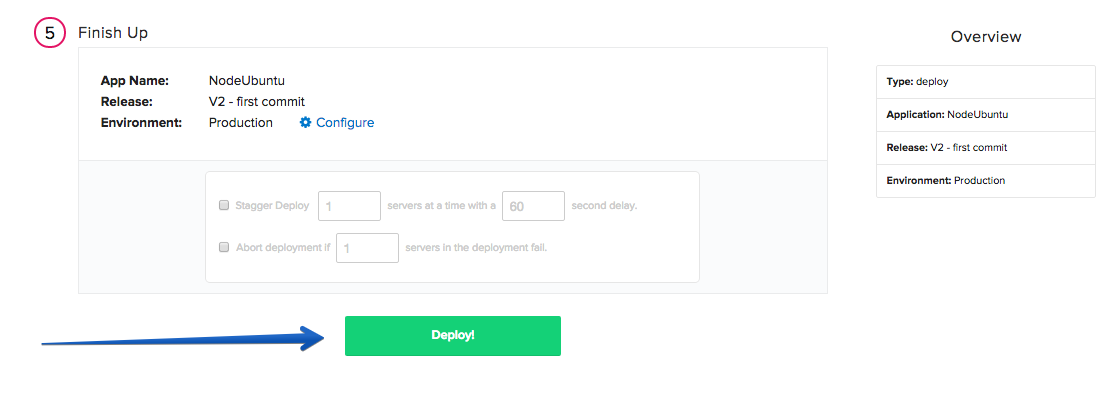 5 Finish Up
App Name: NodeUbuntu
Release: V2 - first commit
Environment: Production Configure
Stagger Deploy 1 servers at a time with a 60 second delay.
Abort deployment if 1 servers in the deployment fail.
Deploy!
Overview
Type: deploy
Application: NodeUbuntu
Release: V2 - first commit
Environment: Production